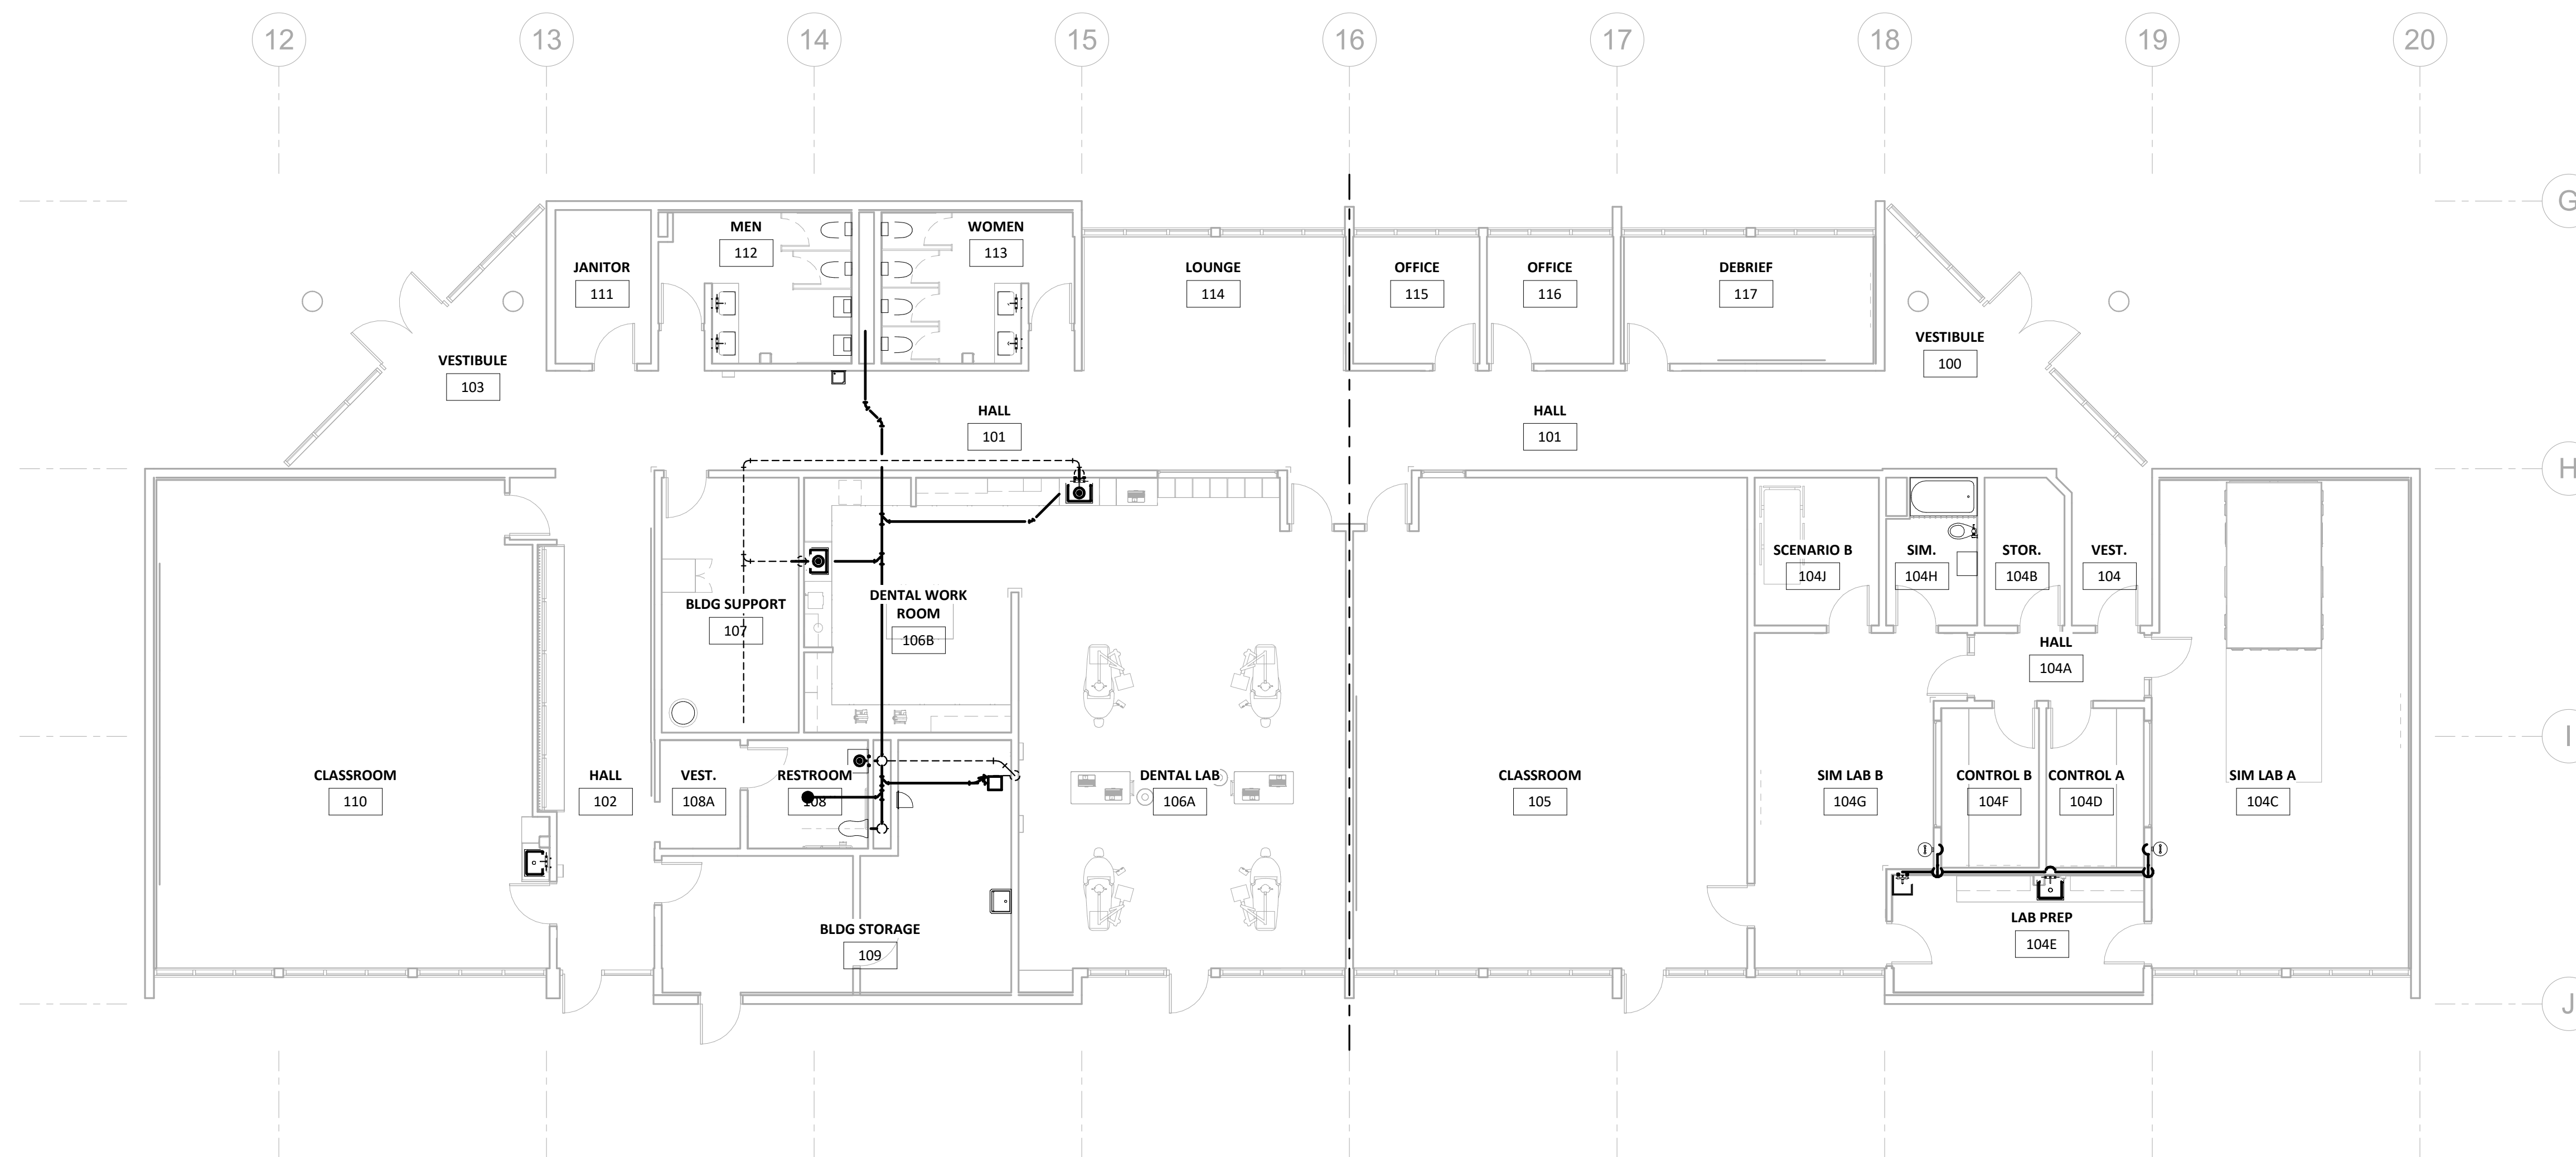 12
13
14
15
16
17
18
19
20
G
MEN
112
WOMEN
113
JANITOR
111
LOUNGE
114
OFFICE
115
OFFICE
116
DEBRIEF
117
VESTIBULE
103
VESTIBULE
100
HALL
101
HALL
101
H
SCENARIO B
104J
SIM.
104H
STOR.
104B
VEST.
104
BLDG SUPPORT
107
DENTAL WORK
ROOM
106B
HALL
104A
I
CLASSROOM
110
HALL
102
VEST.
108A
RESTROOM
108
DENTAL LAB
106A
CLASSROOM
105
SIM LAB B
104G
CONTROL B
104F
CONTROL A
104D
SIM LAB A
104C
BLDG STORAGE
109
LAB PREP
104E
J